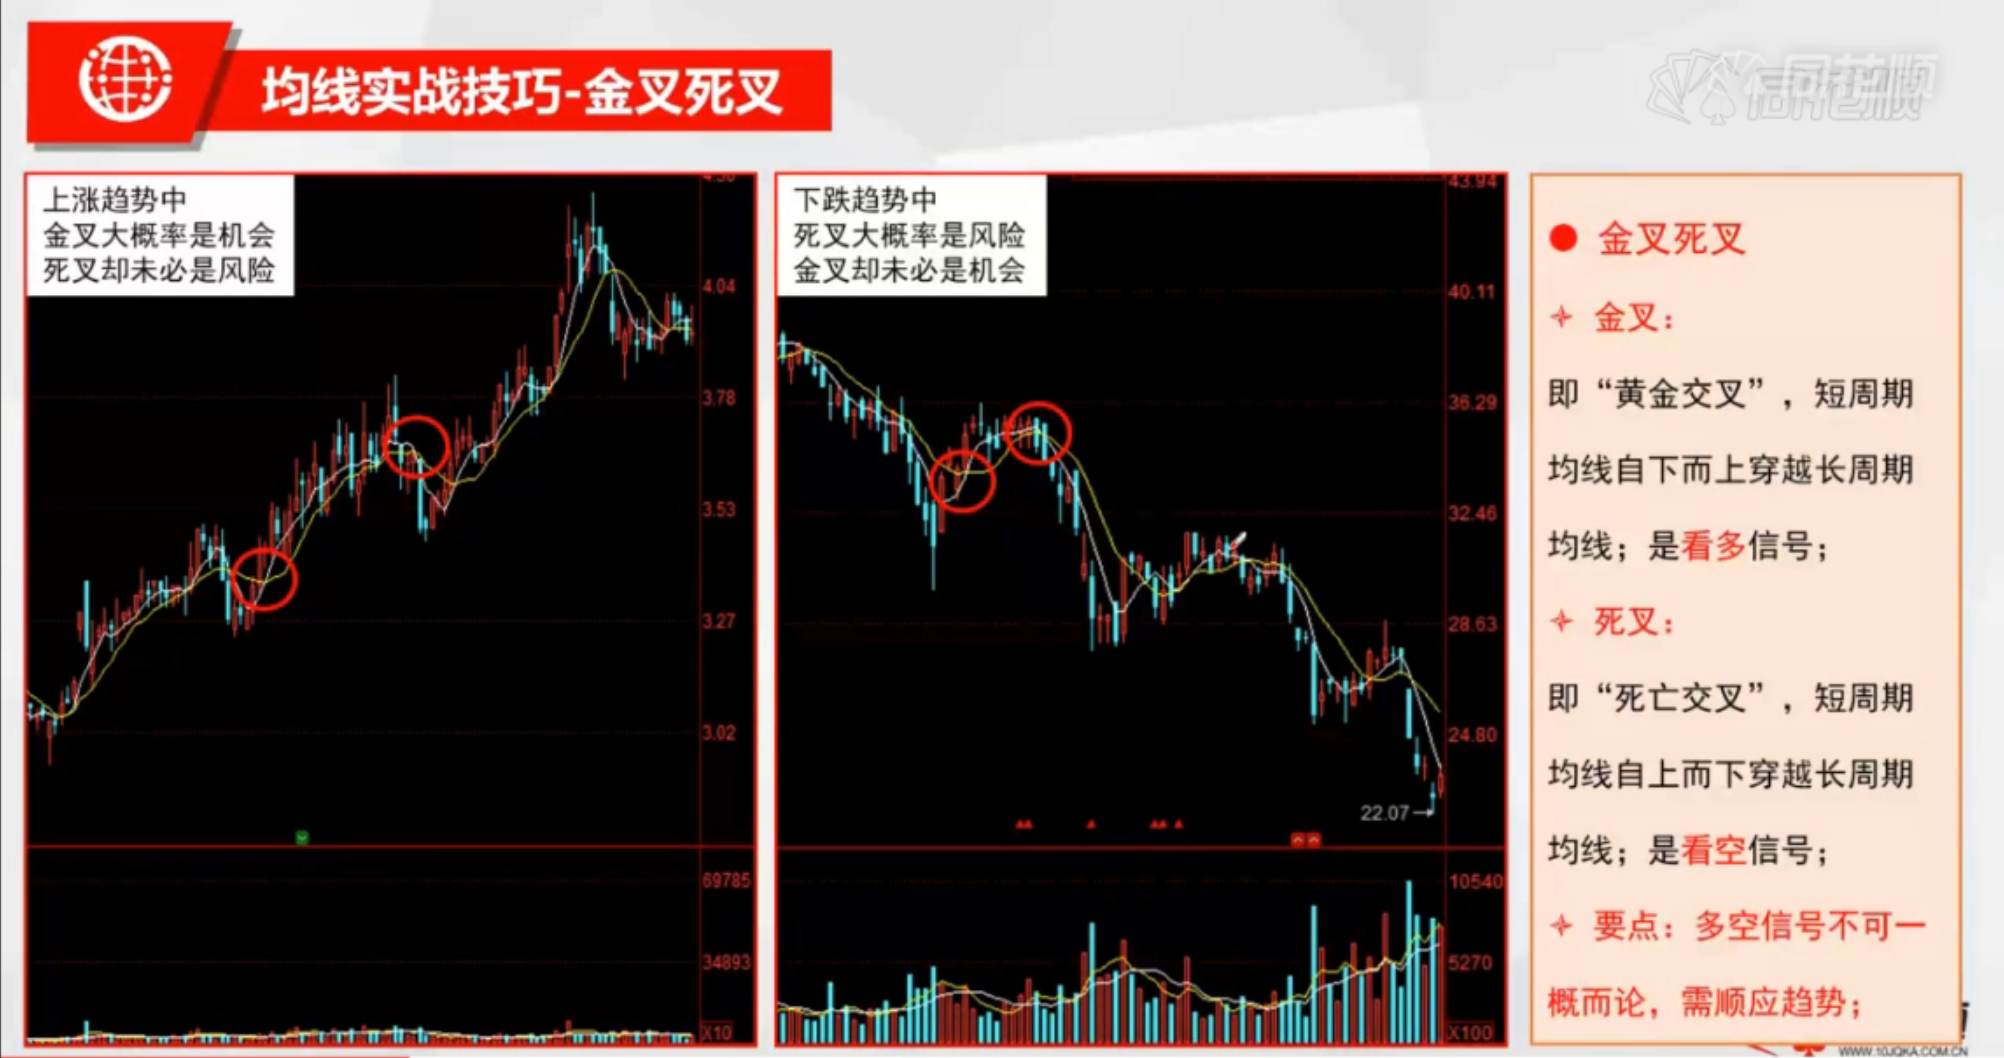 均线实战技巧-金叉死叉
同花顺
上涨趋势中
金叉大概率是机会
死叉却未必是风险
4.04
3.78
3.53
3.27
3.02
69785
34893
X10
下跌趋势中
死叉大概率是风险
金叉却未必是机会
43.94
40.11
36.29
32.46
28.63
24.80
22.07→
10540
5270
X100
● 金叉死叉
金叉：
即“黄金交叉”，短周期
均线自下而上穿越长周期
均线；是看多信号；
死叉：
即“死亡交叉”，短周期
均线自上而下穿越长周期
均线；是看空信号；
要点：多空信号不可一
概而论，需顺应趋势；
WWW.10JQKA.COM.CN